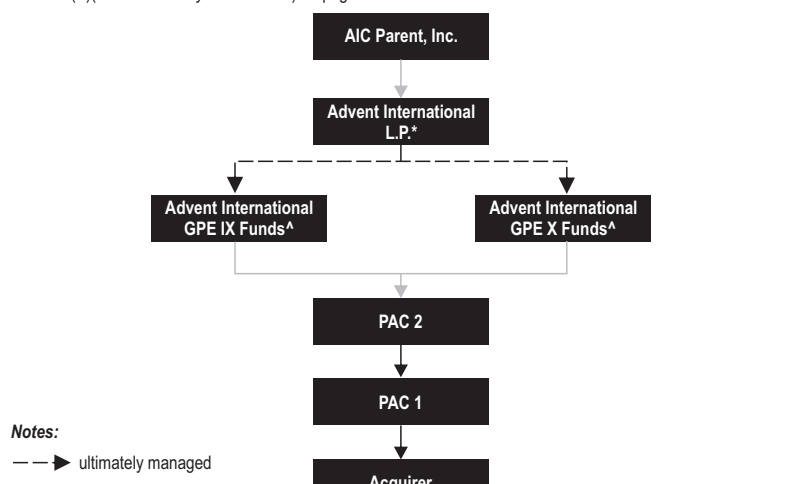 AIC Parent, Inc.
Advent International
L.P.*
Advent International
GPE IX Funds^
Advent International
GPE X Funds^
PAC 2
PAC 1
Notes:
ultimately managed
Acquirer